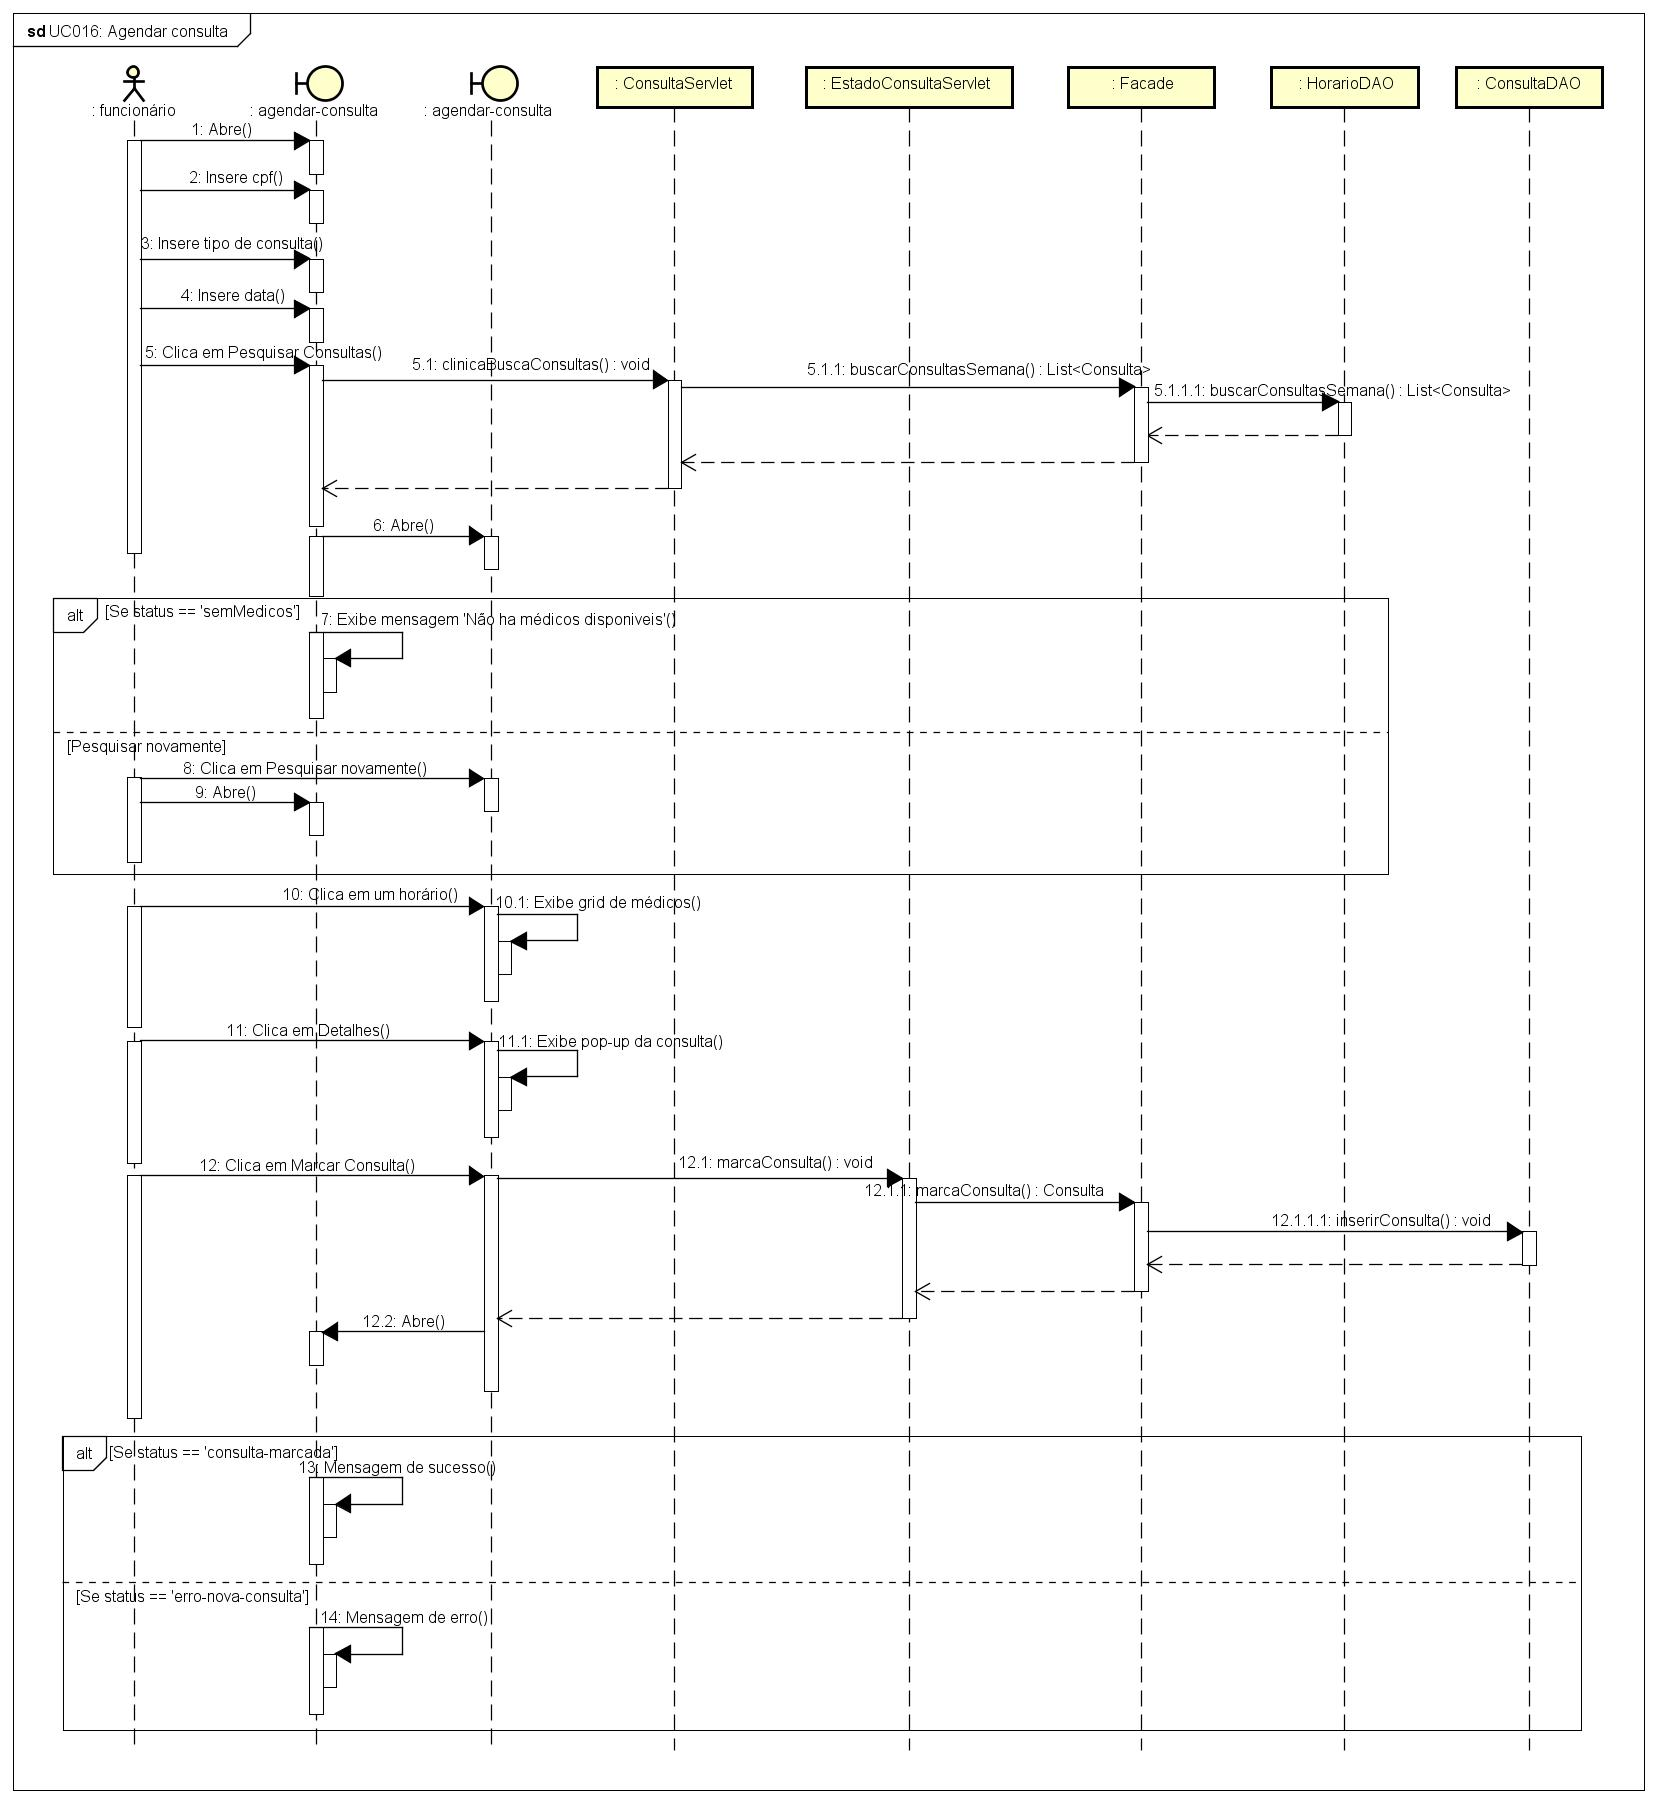 sd UC016: Agendar consulta
: funcionário
: agendar-consulta
: agendar-consulta
: ConsultaServlet
: EstadoConsultaServlet
: Facade
: HorarioDAO
: ConsultaDAO
1: Abre()
2: Insere cpf()
3: Insere tipo de consulta()
4: Insere data()
5: Clica em Pesquisar Consultas()
5.1: clinicaBuscaConsultas() : void
5.1.1: buscarConsultasSemana() : List<Consulta>
5.1.1.1: buscarConsultasSemana() : List<Consulta>
6: Abre()
alt
[Se status == 'semMedicos']
7: Exibe mensagem 'Não ha médicos disponiveis'()
[Pesquisar novamente]
8: Clica em Pesquisar novamente()
9: Abre()
10: Clica em um horário()
10.1: Exibe grid de médicos()
11: Clica em Detalhes()
11.1: Exibe pop-up da consulta()
12: Clica em Marcar Consulta()
12.1: marcaConsulta() : void
12.1.1: marcaConsulta() : Consulta
12.1.1.1: inserirConsulta() : void
12.2: Abre()
alt
[Se status == 'consulta-marcada']
13: Mensagem de sucesso()
[Se status == 'erro-nova-consulta']
14: Mensagem de erro()